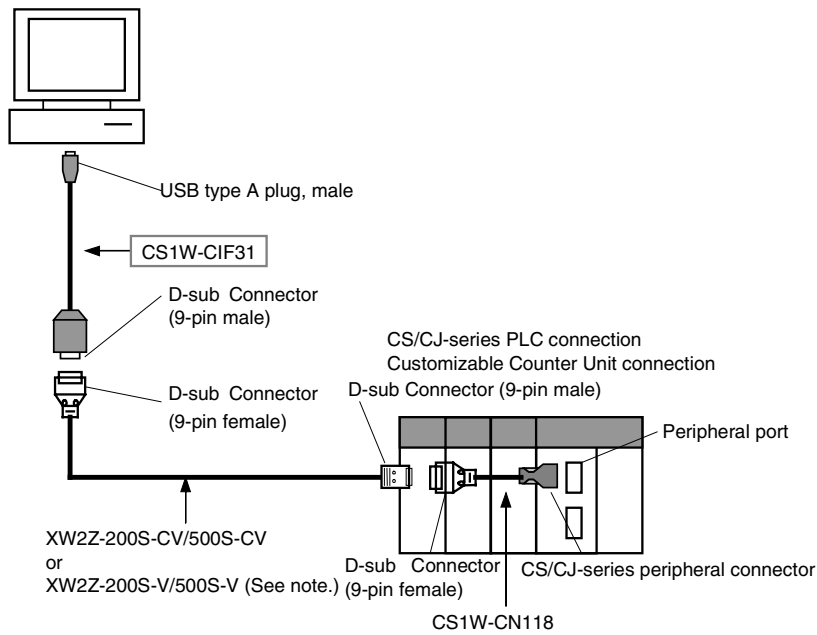 USB type A plug, male
CS1W-CIF31
D-sub Connector
(9-pin male)
D-sub Connector
(9-pin female)
CS/CJ-series PLC connection
Customizable Counter Unit connection
D-sub Connector (9-pin male)
Peripheral port
XW2Z-200S-CV/500S-CV
or
XW2Z-200S-V/500S-V (See note.)
D-sub Connector
(9-pin female)
CS/CJ-series peripheral connector
CS1W-CN118